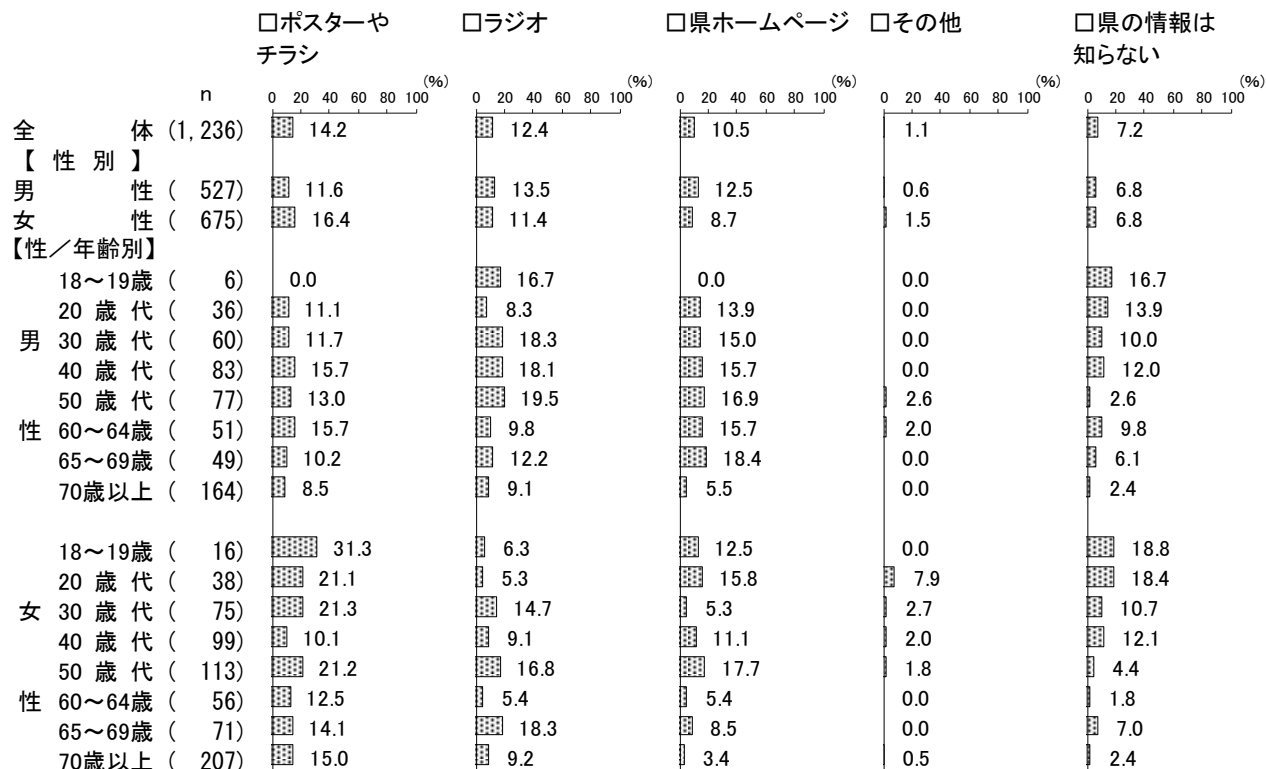 □ポスターや □ラジオ □県ホームページ □その他 □県の情報は
チラシ 知らない
(%) (%) (%) (%) (%)
n 0 20 40 60 80 100 0 20 40 60 80 100 0 20 40 60 80 100 0 20 40 60 80 100 0 20 40 60 80 100
全体 (1,236) 14.2 12.4 10.5 1.1 7.2
【性別】
男性 (527) 11.6 13.5 12.5 0.6 6.8
女性 (675) 16.4 11.4 8.7 1.5 6.8
【性／年齢別】
18～19歳 (6) 0.0 16.7 0.0 0.0 16.7
20歳代 (36) 11.1 8.3 13.9 0.0 13.9
男 30歳代 (60) 11.7 18.3 15.0 0.0 10.0
40歳代 (83) 15.7 18.1 15.7 0.0 12.0
50歳代 (77) 13.0 19.5 16.9 2.6 2.6
性 60～64歳 (51) 15.7 9.8 15.7 2.0 9.8
65～69歳 (49) 10.2 12.2 18.4 0.0 6.1
70歳以上 (164) 8.5 9.1 5.5 0.0 2.4
18～19歳 (16) 31.3 6.3 12.5 0.0 18.8
20歳代 (38) 21.1 5.3 15.8 7.9 18.4
女 30歳代 (75) 21.3 14.7 5.3 2.7 10.7
40歳代 (99) 10.1 9.1 11.1 2.0 12.1
50歳代 (113) 21.2 16.8 17.7 1.8 4.4
性 60～64歳 (56) 12.5 5.4 5.4 0.0 1.8
65～69歳 (71) 14.1 18.3 8.5 0.0 7.0
70歳以上 (207) 15.0 9.2 3.4 0.5 2.4